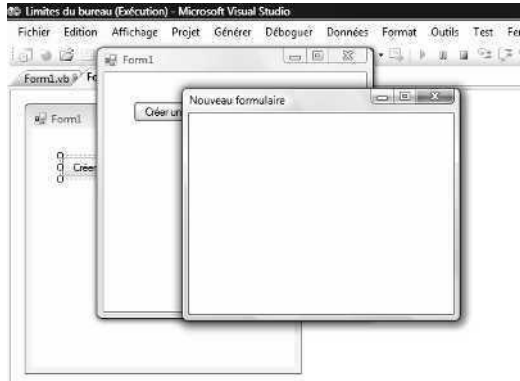 Limites du bureau (Exécution) - Microsoft Visual Studio
Fichier Edition Affichage Projet Générer Déboguer Données Format Outils Test
Form1.vb
Form1
Créer un
Nouveau formulaire
Form1
Créer